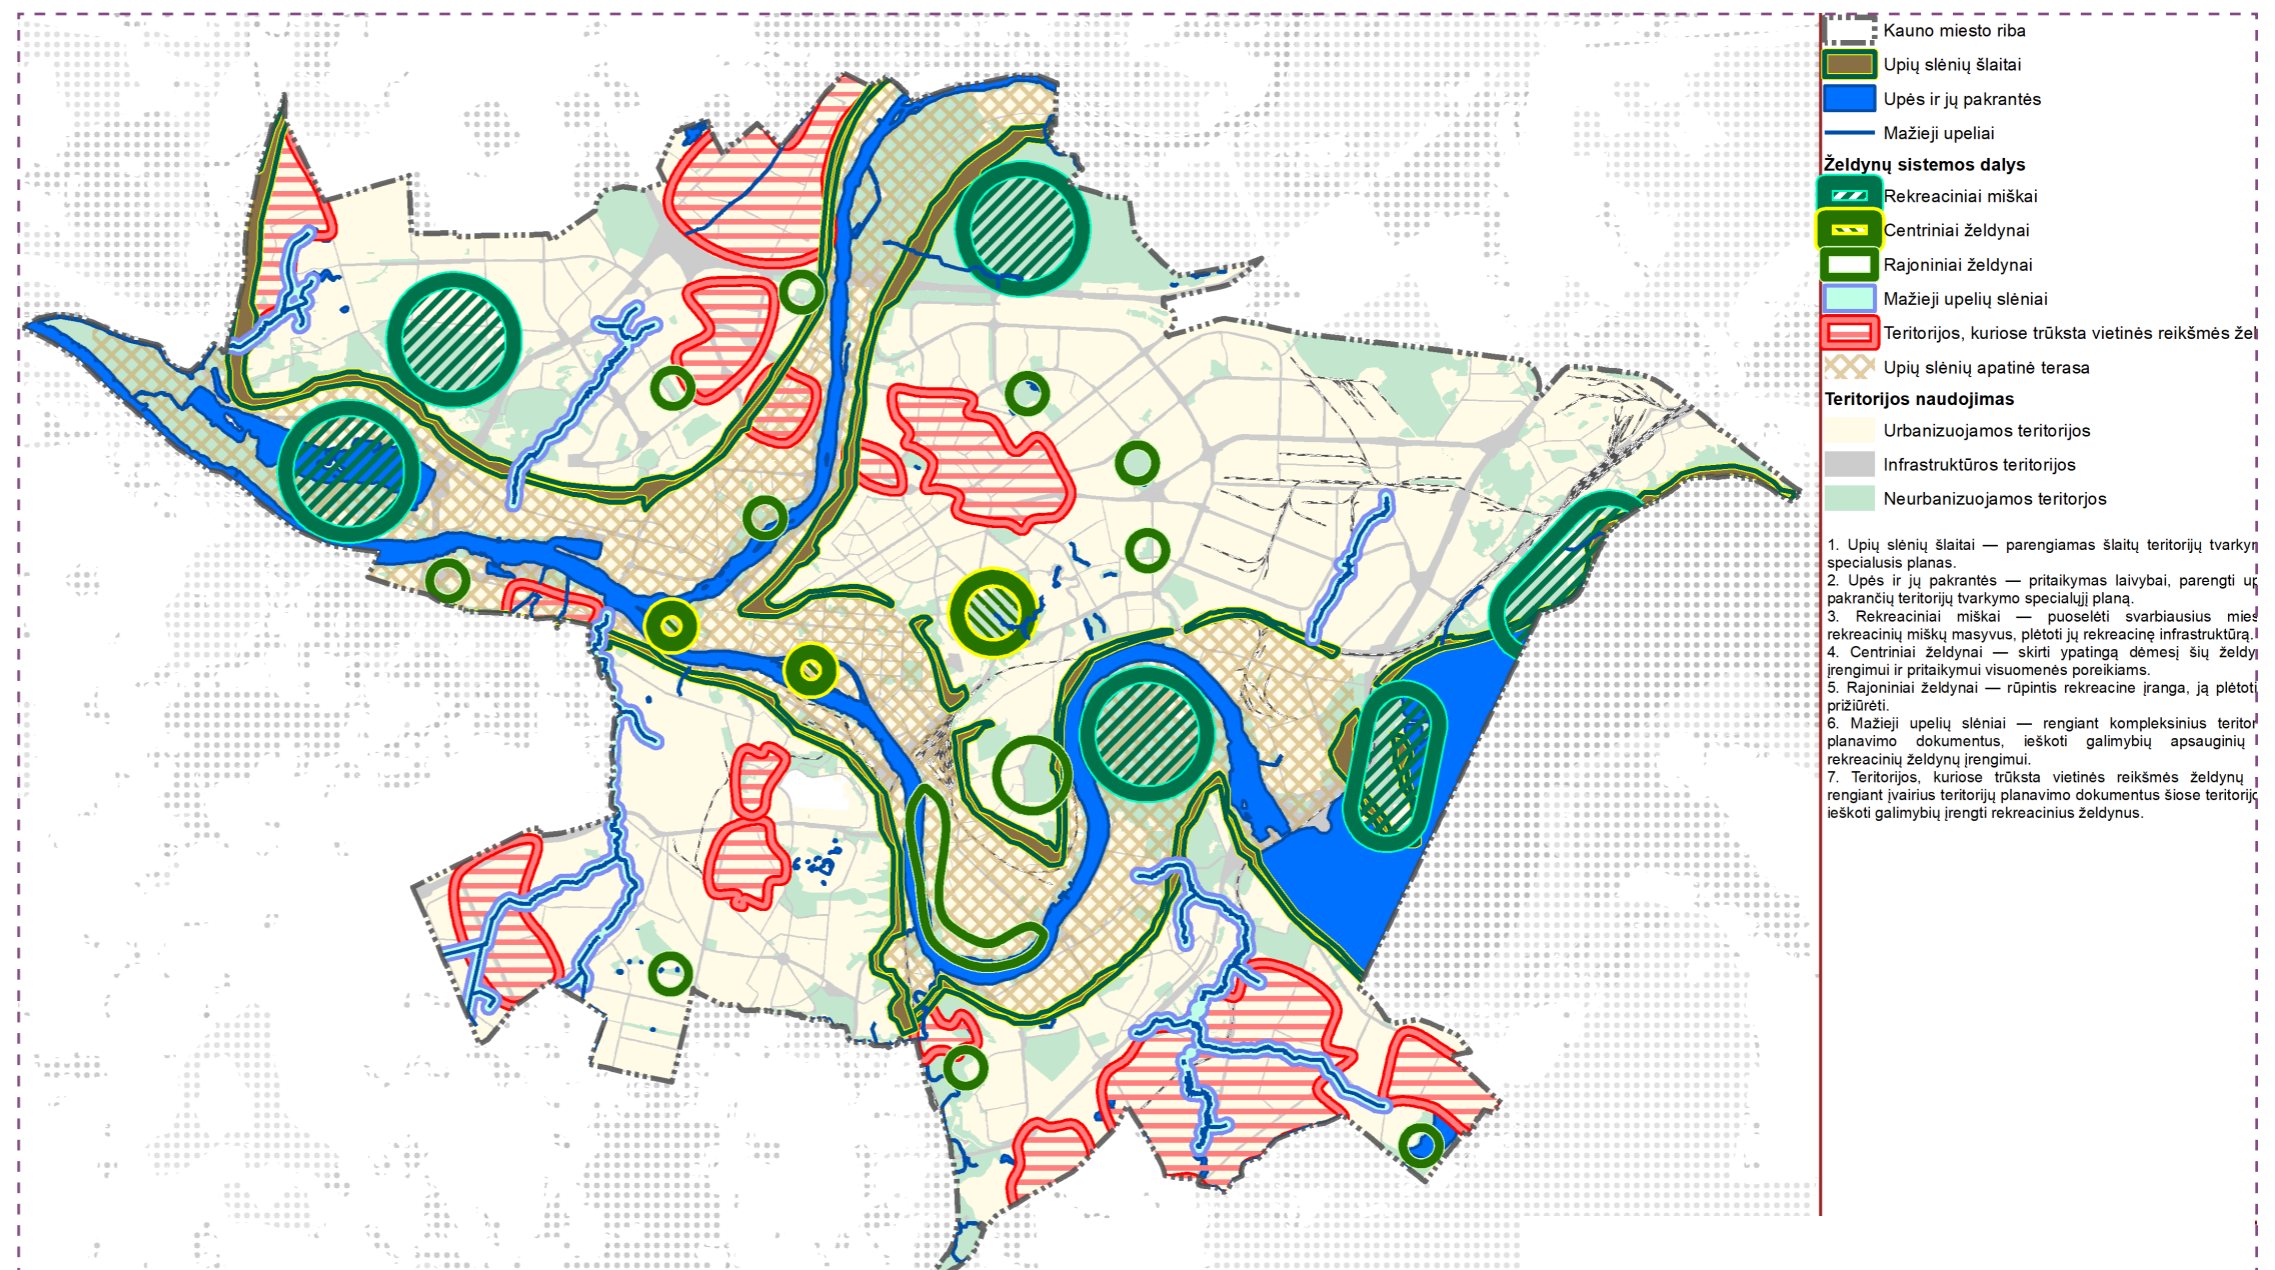 Kauno miesto riba
Upių slėnių šlaitai
Upės ir jų pakrantės
Mažieji upeliai
Želdynų sistemos dalys
Rekreaciniai miškai
Centriniai želdynai
Rajoniniai želdynai
Mažieji upelių slėniai
Teritorijos, kuriose trūksta vietinės reikšmės žel
Upių slėnių apatinė terasa
Teritorijos naudojimas
Urbanizuojamos teritorijos
Infrastruktūros teritorijos
Neurbanizuojamos teritorjos
1. Upių slėnių šlaitai — parengiamas šlaitų teritorijų tvarkyr
specialusis planas.
2. Upės ir jų pakrantės — pritaikymas laivybai, parengti up
pakrančių teritorijų tvarkymo specialųjį planą.
3. Rekreaciniai miškai — puoselėti svarbiausius mies
rekreacinių miškų masyvus, plėtoti jų rekreacinę infrastruktūrą.
4. Centriniai želdynai — skirti ypatingą dėmesį šių želdy
įrengimui ir pritaikymui visuomenės poreikiams.
5. Rajoniniai želdynai — rūpintis rekreacine įranga, ją plėtoti
prižiūrėti.
6. Mažieji upelių slėniai — rengiant kompleksinius teritor
planavimo dokumentus, ieškoti galimybių apsauginių
rekreacinių želdynų įrengimui.
7. Teritorijos, kuriose trūksta vietinės reikšmės želdynų
rengiant įvairius teritorijų planavimo dokumentus šiose teritorijo
ieškoti galimybių įrengti rekreacinius želdynus.